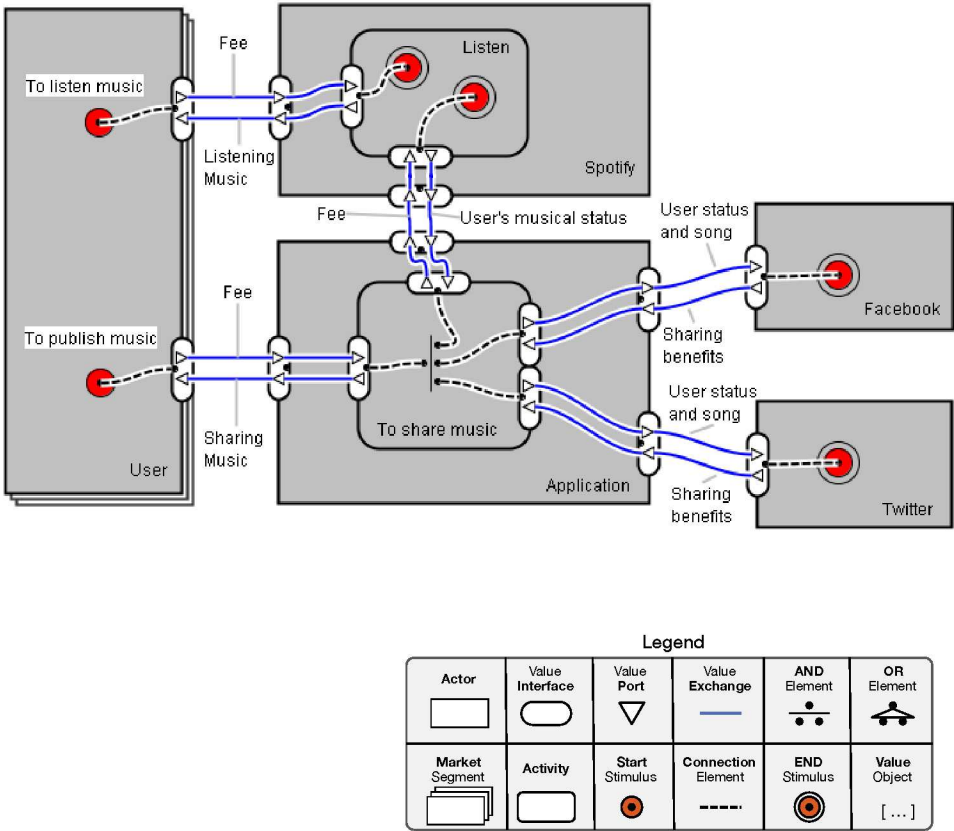 Fee
Listen
To listen music
Listening
Music
Spotify
Fee
User's musical status
User status
and song
Fee
Facebook
To publish music
Sharing
benefits
User status
and song
Sharing
Music
To share music
User
Application
Sharing
benefits
Twitter
Legend
Actor
Value
Interface
Value
Port
Value
Exchange
AND
Element
OR
Element
Market
Segment
Activity
Start
Stimulus
Connection
Element
END
Stimulus
Value
Object
[...]